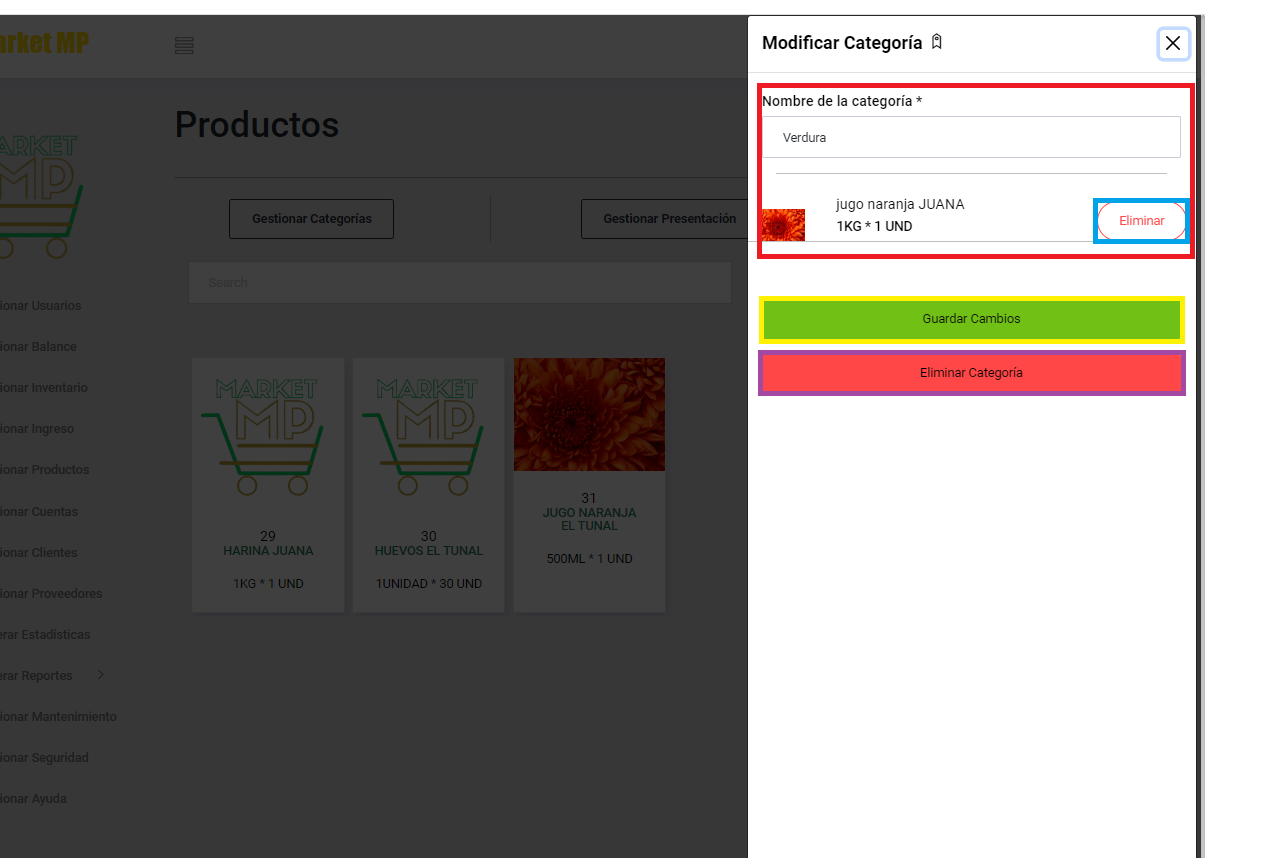 arket MP
Modificar Categoría
Productos
MARKET
MP
Gestionar Categorías
Gestionar Presentación
Search
ionar Usuarios
ionar Balance
ionar Inventario
ionar Ingreso
ionar Productos
ionar Cuentas
ionar Clientes
ionar Proveedores
erar Estadisticas
erar Reportes
ionar Mantenimiento
ionar Seguridad
ionar Ayuda
MARKET
MP
29
HARINA JUANA
1KG * 1 UND
MARKET
MP
30
HUEVOS EL TUNAL
1UNIDAD * 30 UND
31
JUGO NARANJA
EL TUNAL
500ML * 1 UND
Nombre de la categoría *
Verdura
jugo naranja JUANA
1KG * 1 UND
Eliminar
Guardar Cambios
Eliminar Categoría